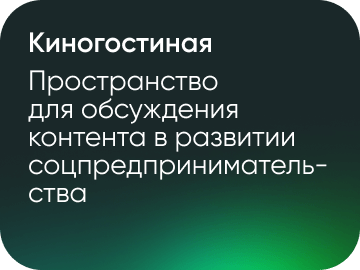 Киногостиная
Пространство
для обсуждения
контента в развитии
соцпредприниматель-
ства